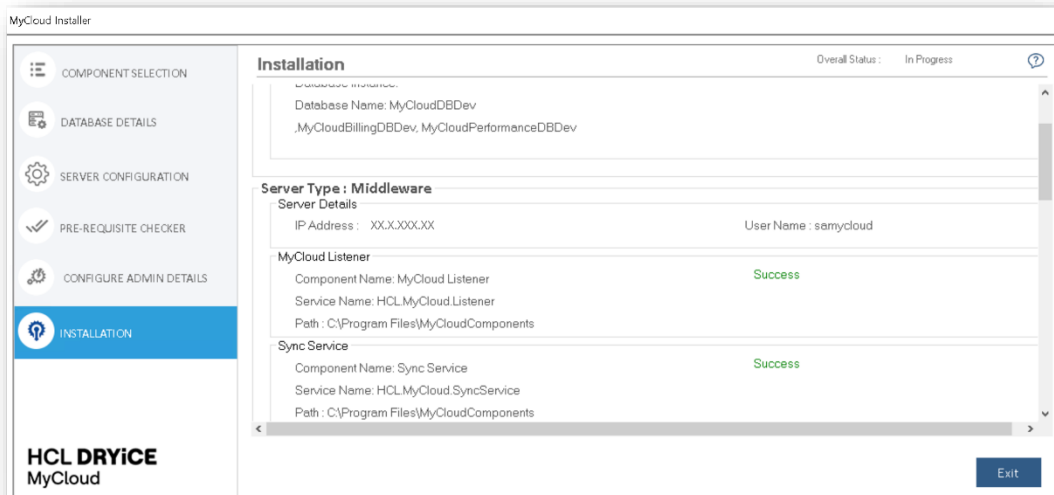 MyCloud Installer
COMPONENT SELECTION
DATABASE DETAILS
SERVER CONFIGURATION
PRE-REQUISITE CHECKER
CONFIGURE ADMIN DETAILS
INSTALLATION
HCL DRYiCE
MyCloud
Installation
Overall Status : In Progress
Database Instance:
Database Name: MyCloudDBDev
,MyCloudBillingDBDev, MyCloudPerformanceDBDev
Server Type : Middleware
Server Details
IP Address : XX.X.XXX.XX User Name : samycloud
MyCloud Listener
Component Name: MyCloud Listener Success
Service Name: HCL.MyCloud.Listener
Path : C:\Program Files\MyCloudComponents
Sync Service
Component Name: Sync Service Success
Service Name: HCL.MyCloud.SyncService
Path : C:\Program Files\MyCloudComponents
Exit